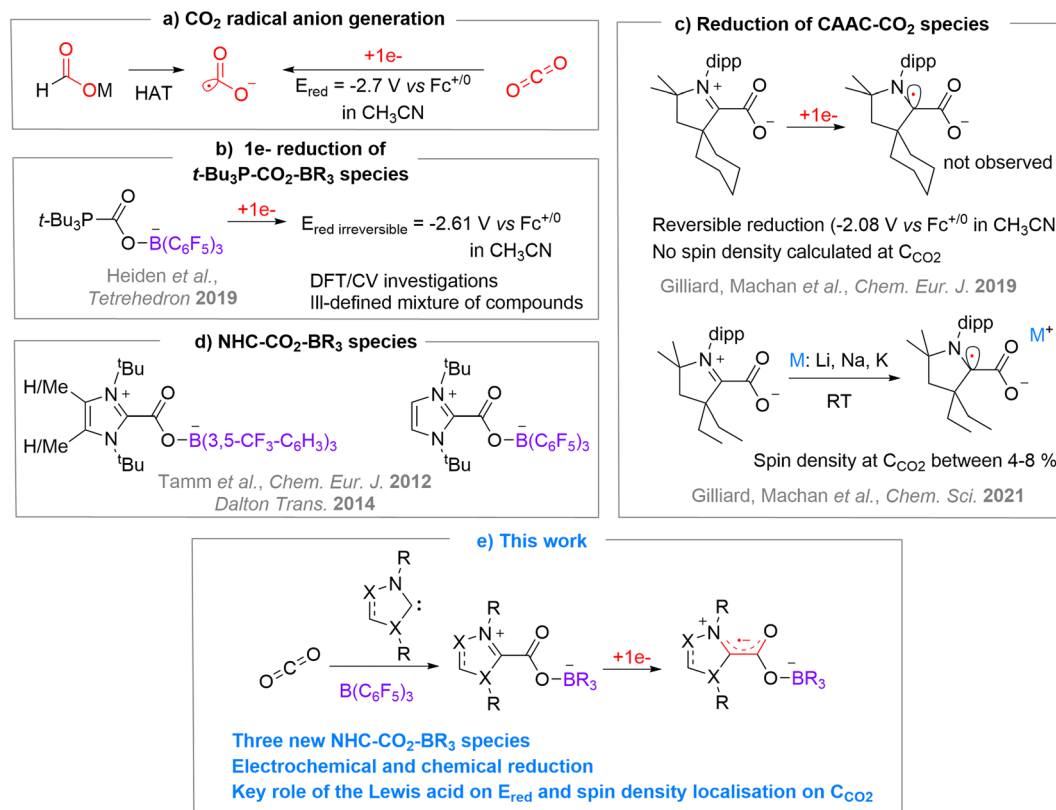 a) CO2 radical anion generation
H
O
OM
HAT
O
O−
+1e-
Ered = -2.7 V vs Fc+/0
in CH3CN
O=C=O
b) 1e- reduction of
t-Bu3P-CO2-BR3 species
t-Bu3P
O
O−B(C6F5)3
−
+1e-
Ered irreversible = -2.61 V vs Fc+/0
in CH3CN
Heiden et al.,
Tetrehedron 2019
DFT/CV investigations
Ill-defined mixture of compounds
d) NHC-CO2-BR3 species
tBu
H/Me
H/Me
N
+
N
tBu
O
O−B(3,5-CF3-C6H3)3
−
tBu
N
+
N
tBu
O
O−B(C6F5)3
−
Tamm et al., Chem. Eur. J. 2012
Dalton Trans. 2014
c) Reduction of CAAC-CO2 species
dipp
N
+
O
O−
+1e-
dipp
N
O
O−
not observed
Reversible reduction (-2.08 V vs Fc+/0 in CH3CN
No spin density calculated at CCO2
Gilliard, Machan et al., Chem. Eur. J. 2019
dipp
N
+
O
O−
M: Li, Na, K
RT
dipp
N
O
O−
M+
Spin density at CCO2 between 4-8 %
Gilliard, Machan et al., Chem. Sci. 2021
e) This work
O=C=O
R
N
X
:
X
R
B(C6F5)3
R
+
N
X
X
R
O
O−BR3
−
+1e-
R
+
N
X
X
R
•−
O
O−BR3
−
Three new NHC-CO2-BR3 species
Electrochemical and chemical reduction
Key role of the Lewis acid on Ered and spin density localisation on CCO2